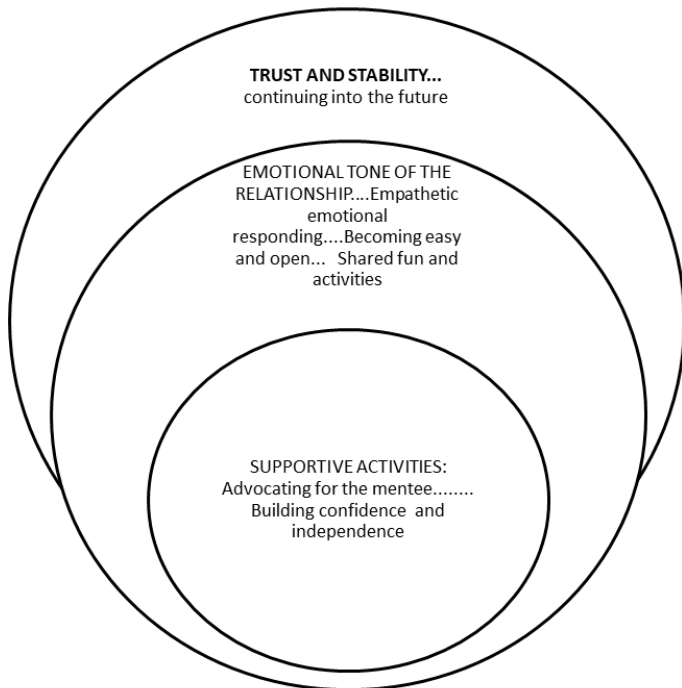 TRUST AND STABILITY...
continuing into the future
EMOTIONAL TONE OF THE
RELATIONSHIP....Empathetic
emotional
responding....Becoming easy
and open... Shared fun and
activities
SUPPORTIVE ACTIVITIES:
Advocating for the mentee........
Building confidence and
independence